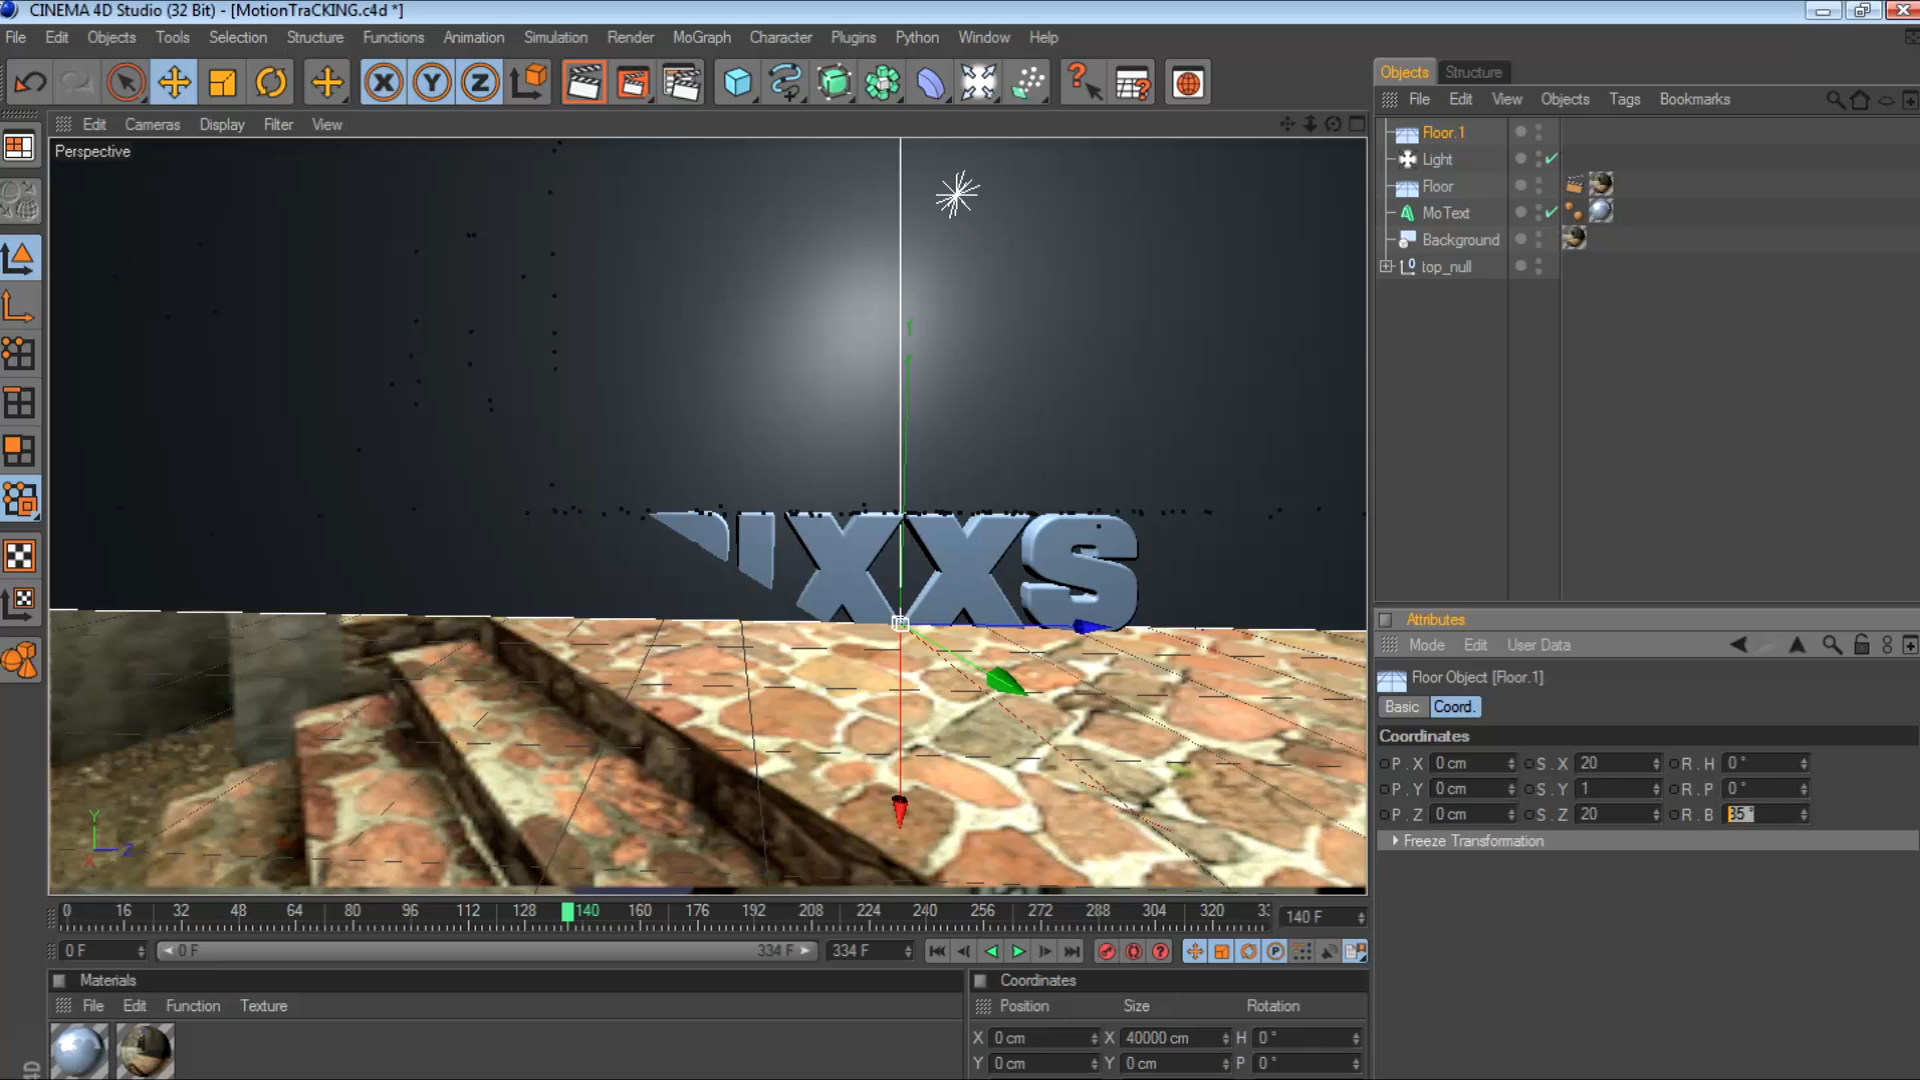 CINEMA 4D Studio (32 Bit) - [MotionTraCKING.c4d *]
File Edit Objects Tools Selection Structure Functions Animation Simulation Render MoGraph Character Plugins Python Window Help
X Y Z
Edit Cameras Display Filter View
Perspective
Y
IXXS
Y
X Z
0 16 32 48 64 80 96 112 128 140 160 176 192 208 224 240 256 272 288 304 320 140 F
0 F 0 F 334 F 334 F
Materials
File Edit Function Texture
Coordinates
Position Size Rotation
X 0 cm X 40000 cm H 0 °
Y 0 cm Y 0 cm P 0 °
4D
Objects Structure
File Edit View Objects Tags Bookmarks
Floor.1
Light
Floor
MoText
Background
top_null
Attributes
Mode Edit User Data
Floor Object [Floor.1]
Basic Coord.
Coordinates
P . X 0 cm S . X 20 R . H 0 °
P . Y 0 cm S . Y 1 R . P 0 °
P . Z 0 cm S . Z 20 R . B
Freeze Transformation